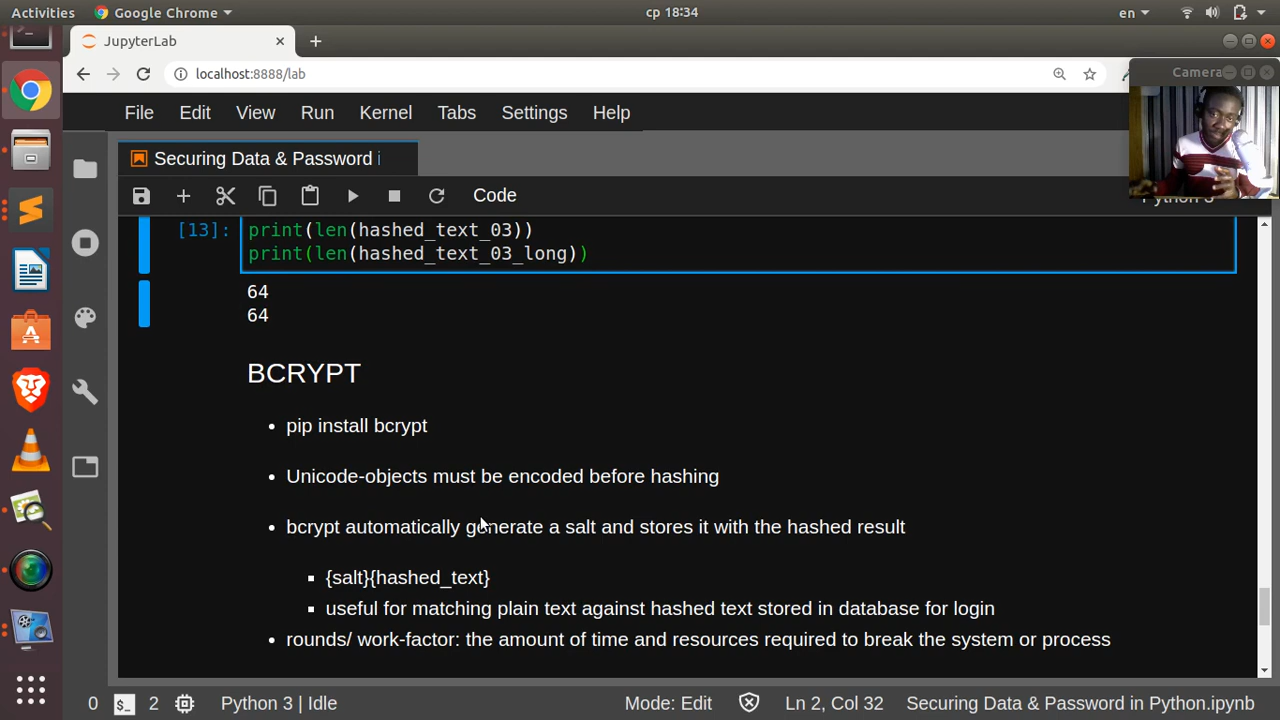 Activities Google Chrome ср 18:34 en
JupyterLab
localhost:8888/lab
Camera
File Edit View Run Kernel Tabs Settings Help
Securing Data & Password i
Code
Python 3
[13]: print(len(hashed_text_03))
print(len(hashed_text_03_long))
64
64
BCRYPT
pip install bcrypt
Unicode-objects must be encoded before hashing
bcrypt automatically generate a salt and stores it with the hashed result
{salt}{hashed_text}
useful for matching plain text against hashed text stored in database for login
rounds/ work-factor: the amount of time and resources required to break the system or process
0 $_ 2 Python 3 | Idle Mode: Edit Ln 2, Col 32 Securing Data & Password in Python.ipynb